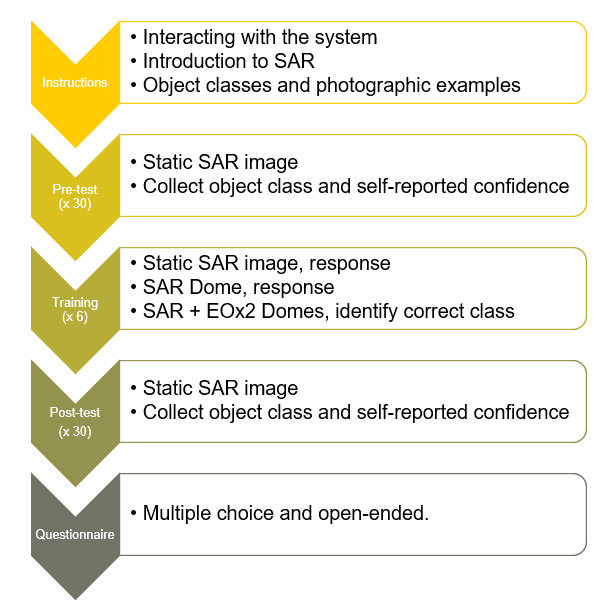 Instructions
• Interacting with the system
• Introduction to SAR
• Object classes and photographic examples
Pre-test
(x 30)
• Static SAR image
• Collect object class and self-reported confidence
Training
(x 6)
• Static SAR image, response
• SAR Dome, response
• SAR + EOx2 Domes, identify correct class
Post-test
(x 30)
• Static SAR image
• Collect object class and self-reported confidence
Questionnaire
• Multiple choice and open-ended.